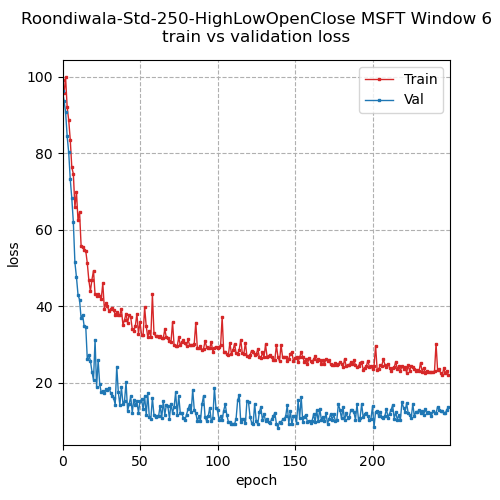 Roondiwala-Std-250-HighLowOpenClose MSFT Window 6
train vs validation loss
Train
Val
100
80
60
40
20
loss
0
50
100
150
200
epoch